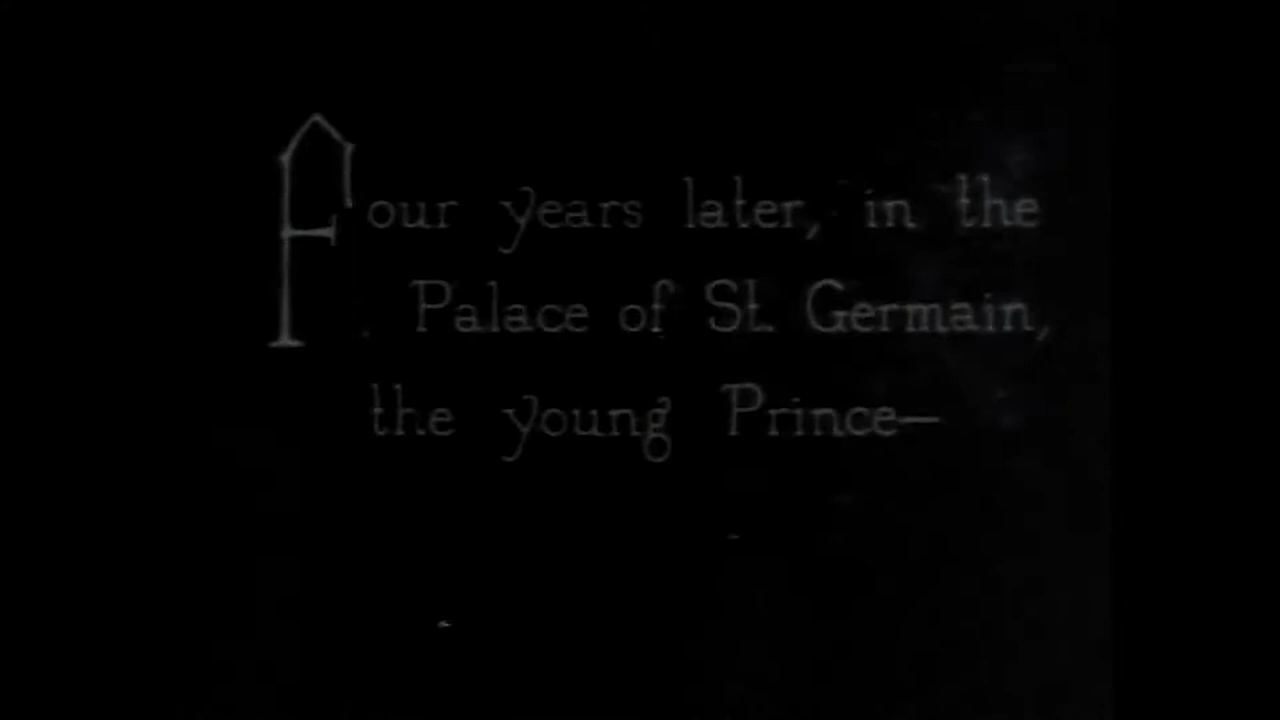 Four years later, in the
Palace of St. Germain,
the young Prince—